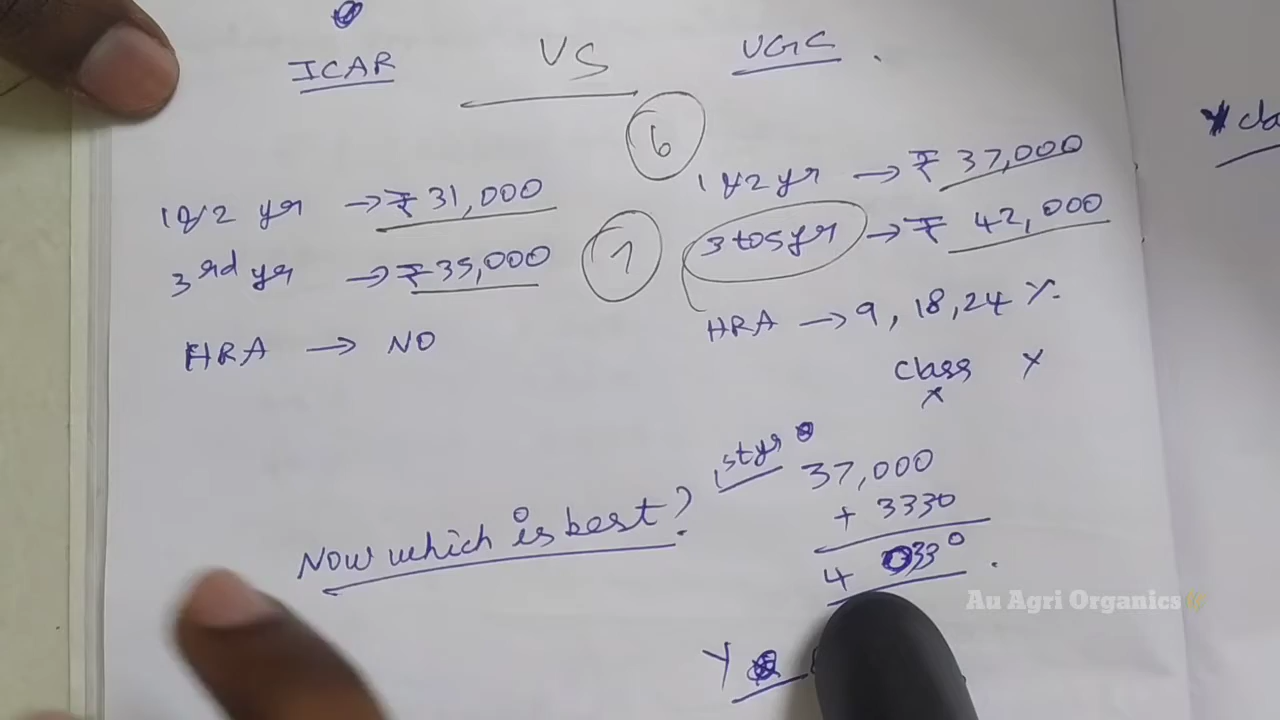 ICAR VS UGC .
6
1 & 2 yr → ₹ 31,000
3rd yr → ₹ 35,000
HRA → NO
1 & 2 yr → ₹ 37,000
7
3 to 5 yr → ₹ 42,000
HRA → 9, 18, 24 %.
class Y
x
1st yr
37,000
+ 3330
4 0330 .
Now which is best?
Y
Au Agri Organics